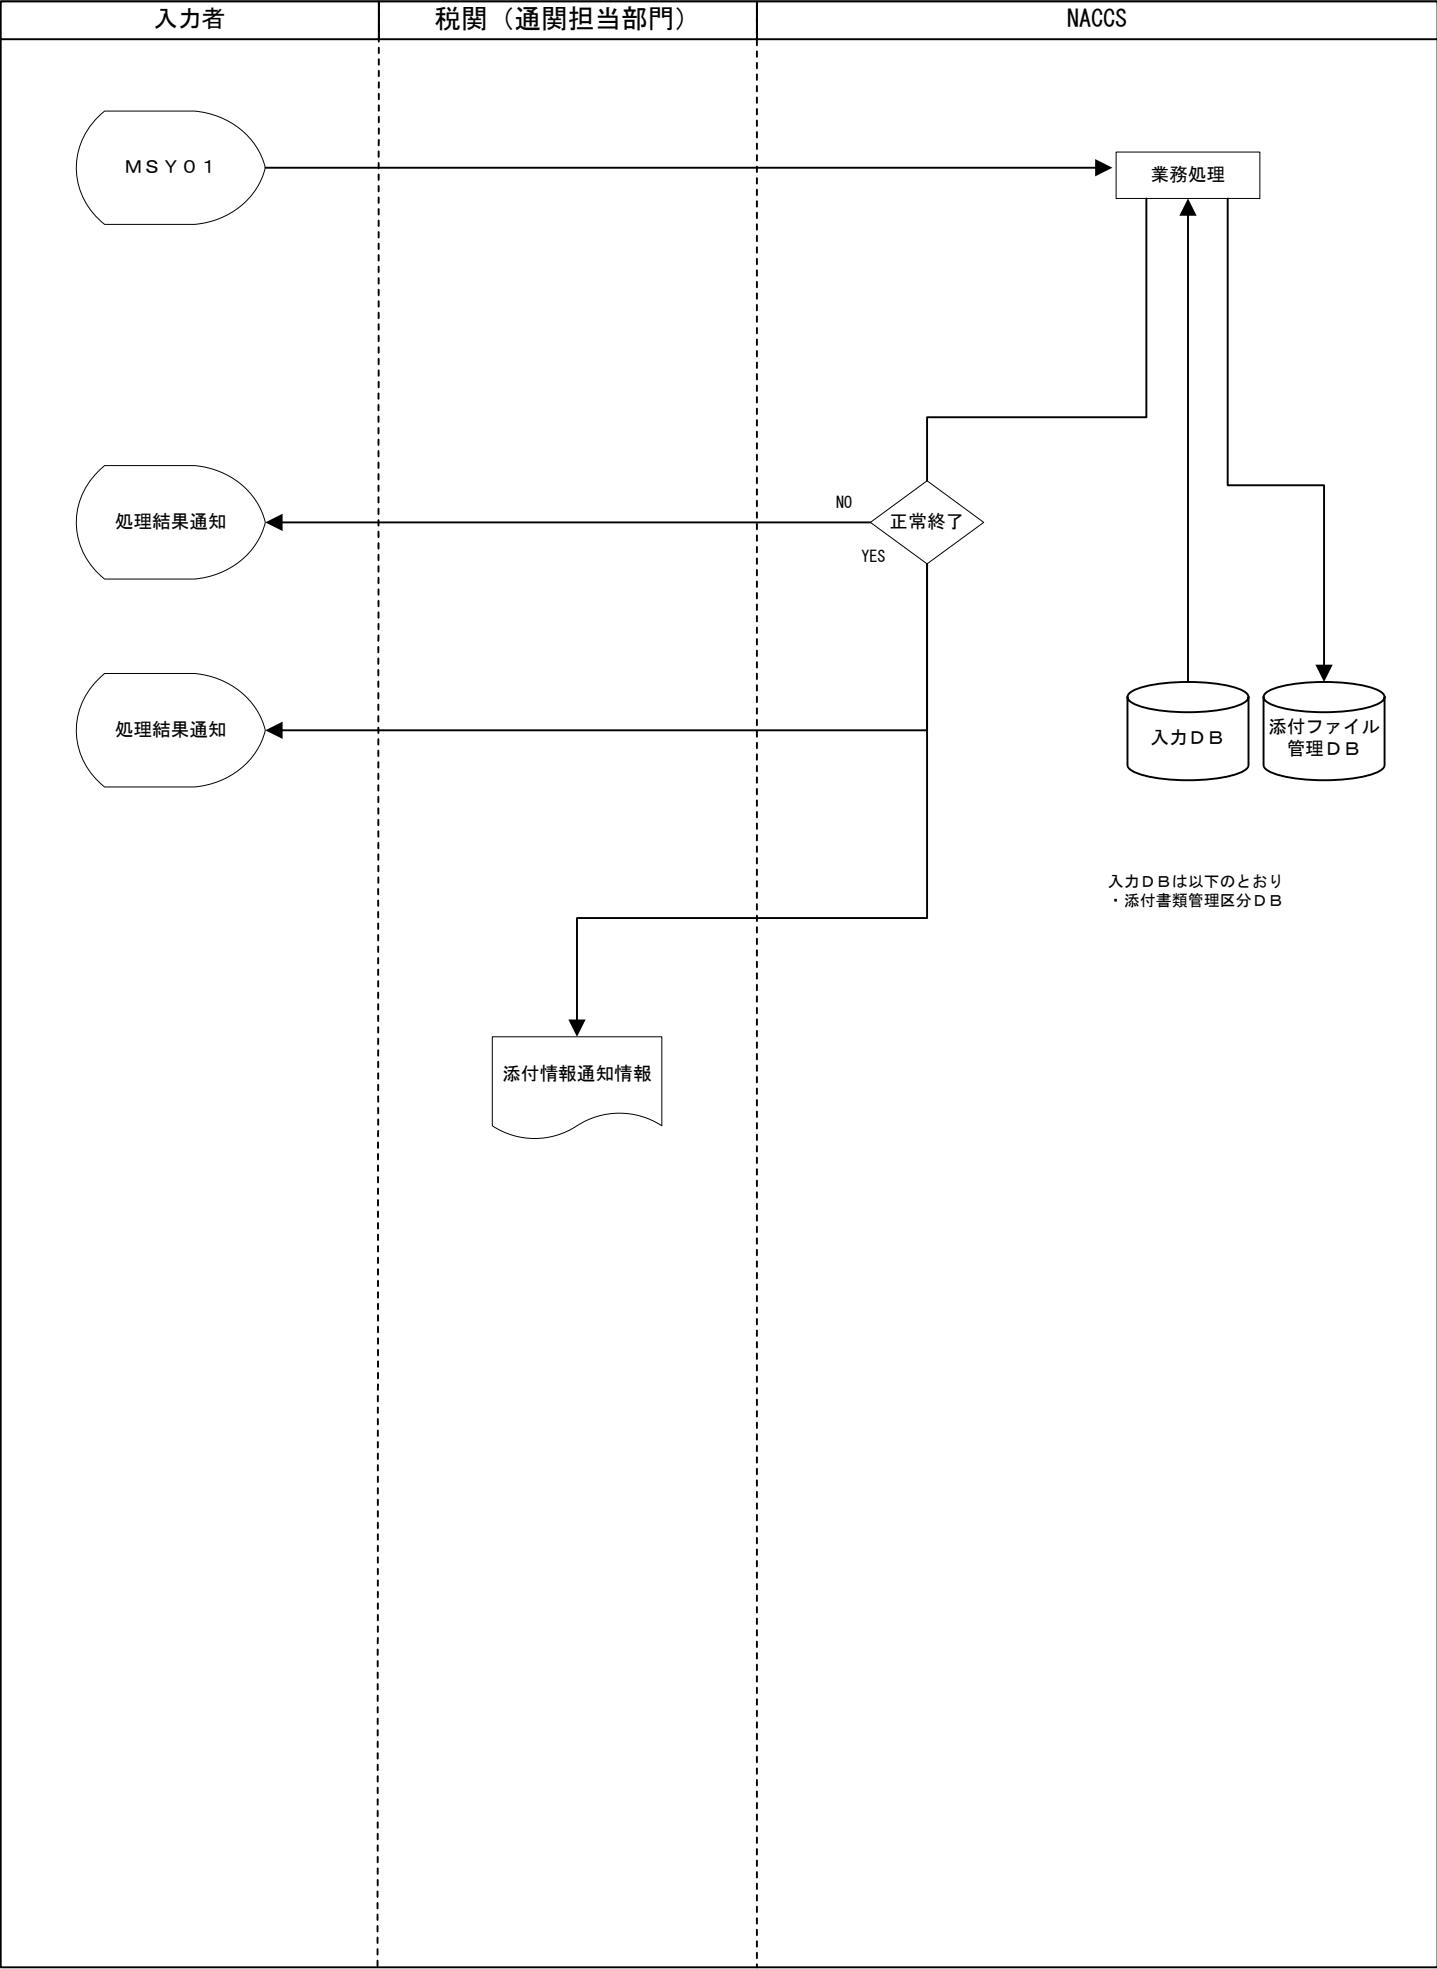 入力者
税関（通関担当部門）
NACCS
ＭＳＹ０１
業務処理
処理結果通知
NO
正常終了
YES
処理結果通知
入力ＤＢ
添付ファイル
管理ＤＢ
入力ＤＢは以下のとおり
・添付書類管理区分ＤＢ
添付情報通知情報